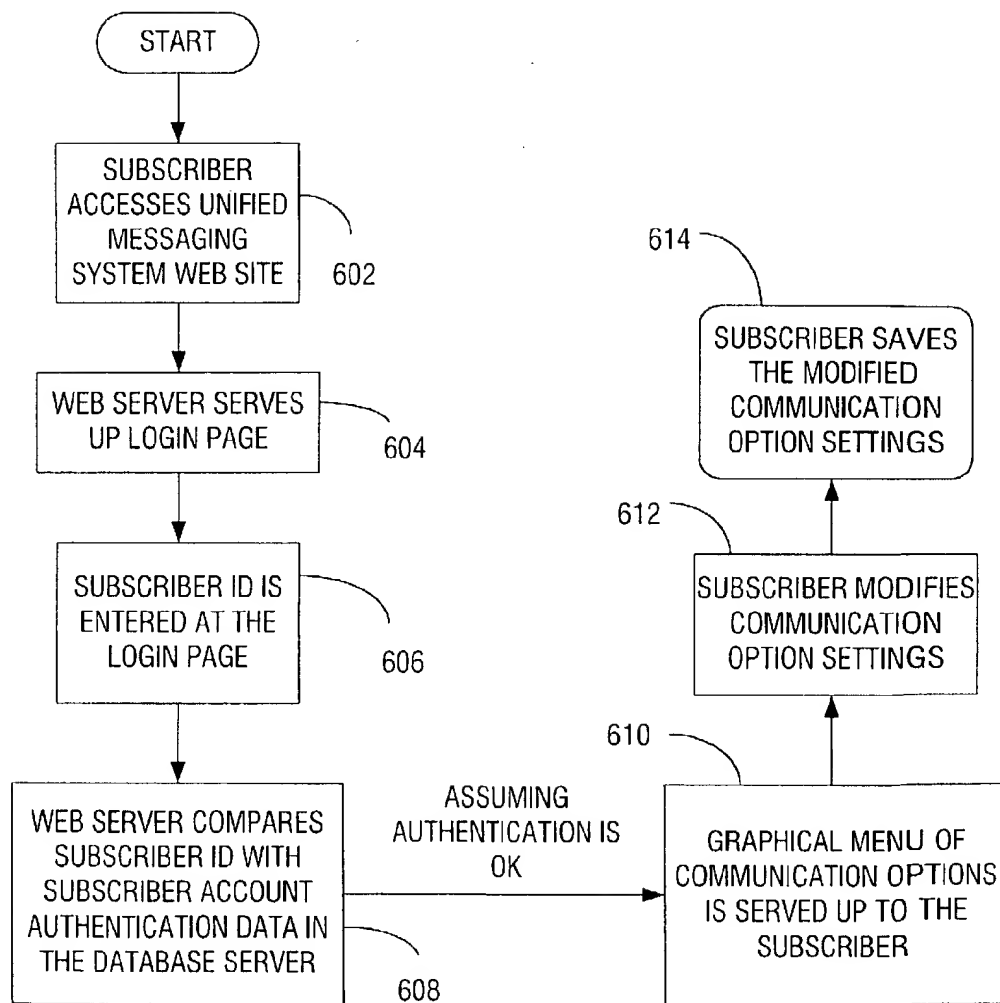 START
SUBSCRIBER
ACCESSES UNIFIED
MESSAGING
SYSTEM WEB SITE
602
WEB SERVER SERVES
UP LOGIN PAGE
604
SUBSCRIBER ID IS
ENTERED AT THE
LOGIN PAGE
606
WEB SERVER COMPARES
SUBSCRIBER ID WITH
SUBSCRIBER ACCOUNT
AUTHENTICATION DATA IN
THE DATABASE SERVER
608
ASSUMING
AUTHENTICATION IS
OK
610
GRAPHICAL MENU OF
COMMUNICATION OPTIONS
IS SERVED UP TO THE
SUBSCRIBER
612
SUBSCRIBER MODIFIES
COMMUNICATION
OPTION SETTINGS
614
SUBSCRIBER SAVES
THE MODIFIED
COMMUNICATION
OPTION SETTINGS